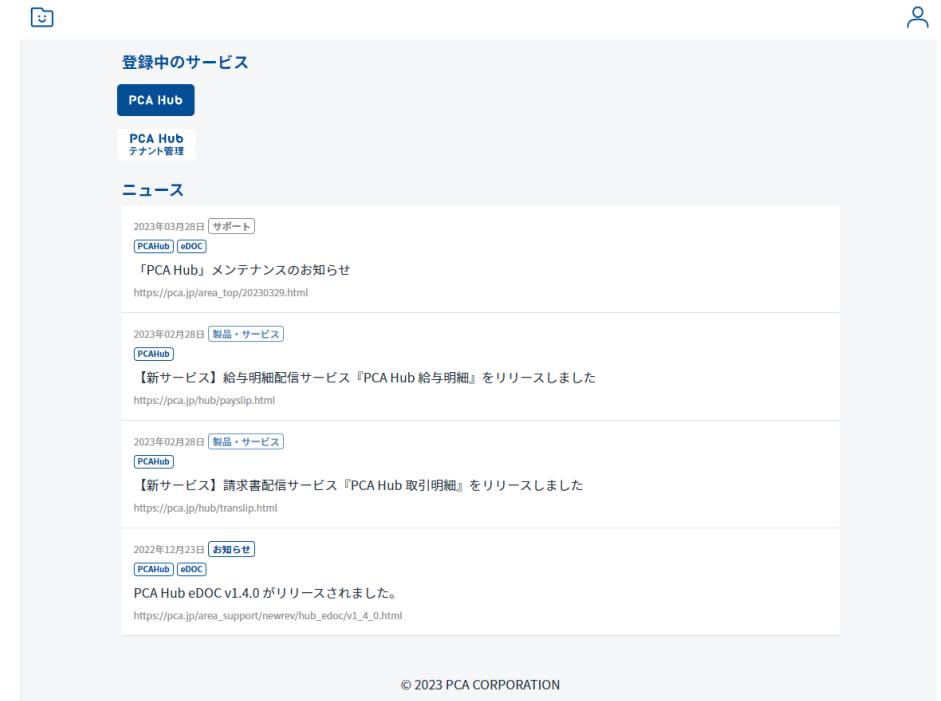 登録中のサービス
PCA Hub
PCA Hub
テナント管理
ニュース
2023年03月28日 サポート
PCAHub eDOC
「PCA Hub」メンテナンスのお知らせ
https://pca.jp/area_top/20230329.html
2023年02月28日 製品・サービス
PCAHub
【新サービス】給与明細配信サービス『PCA Hub 給与明細』をリリースしました
https://pca.jp/hub/payslip.html
2023年02月28日 製品・サービス
PCAHub
【新サービス】請求書配信サービス『PCA Hub 取引明細』をリリースしました
https://pca.jp/hub/translip.html
2022年12月23日 お知らせ
PCAHub eDOC
PCA Hub eDOC v1.4.0 がリリースされました。
https://pca.jp/area_support/newrev/hub_edoc/v1_4_0.html
© 2023 PCA CORPORATION